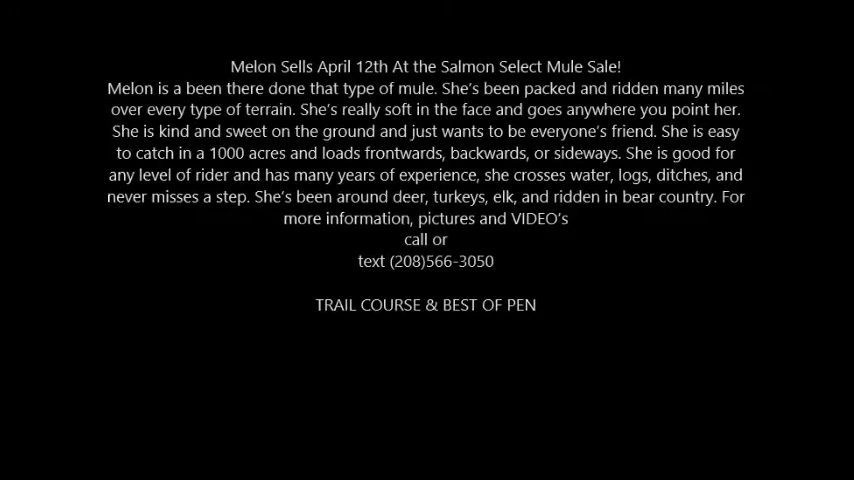 Melon Sells April 12th At the Salmon Select Mule Sale!
Melon is a been there done that type of mule. She's been packed and ridden many miles
over every type of terrain. She's really soft in the face and goes anywhere you point her.
She is kind and sweet on the ground and just wants to be everyone's friend. She is easy
to catch in a 1000 acres and loads frontwards, backwards, or sideways. She is good for
any level of rider and has many years of experience, she crosses water, logs, ditches, and
never misses a step. She's been around deer, turkeys, elk, and ridden in bear country. For
more information, pictures and VIDEO's
call or
text (208)566-3050
TRAIL COURSE & BEST OF PEN